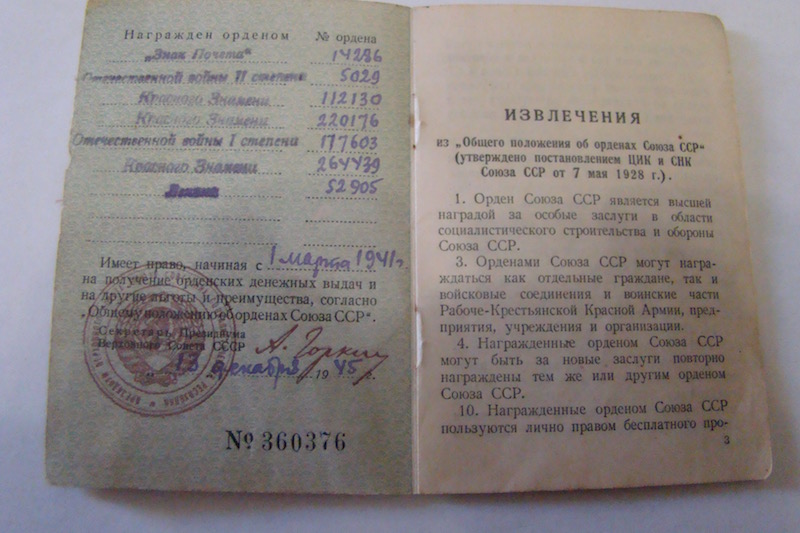 Награжден орденом № ордена
„Знак Почета“ 14286
Отечественной войны II степени 5029
Красного Знамени 112130
Красного Знамени 220176
Отечественной войны I степени 177603
Красного Знамени 264439
Ленина 52905
Имеет право, начиная с 1 марта 1941 г.
на получение орденских денежных выдач и
на другие льготы и преимущества, согласно
„Общему положению об орденах Союза ССР“.
Секретарь Президиума
Верховного Совета СССР А. Горкин
„13“ декабря 1945 г.
№ 360376
ИЗВЛЕЧЕНИЯ
из „Общего положения об орденах Союза ССР“
(утверждено постановлением ЦИК и СНК
Союза ССР от 7 мая 1928 г.).
1. Орден Союза ССР является высшей
наградой за особые заслуги в области
социалистического строительства и обороны
Союза ССР.
3. Орденами Союза ССР могут награ-
ждаться как отдельные граждане, так и
войсковые соединения и воинские части
Рабоче-Крестьянской Красной Армии, пред-
приятия, учреждения и организации.
4. Награжденные орденом Союза ССР
могут быть за новые заслуги повторно
награждены тем же или другим орденом
Союза ССР.
10. Награжденные орденом Союза ССР
пользуются лично правом бесплатного про-
3